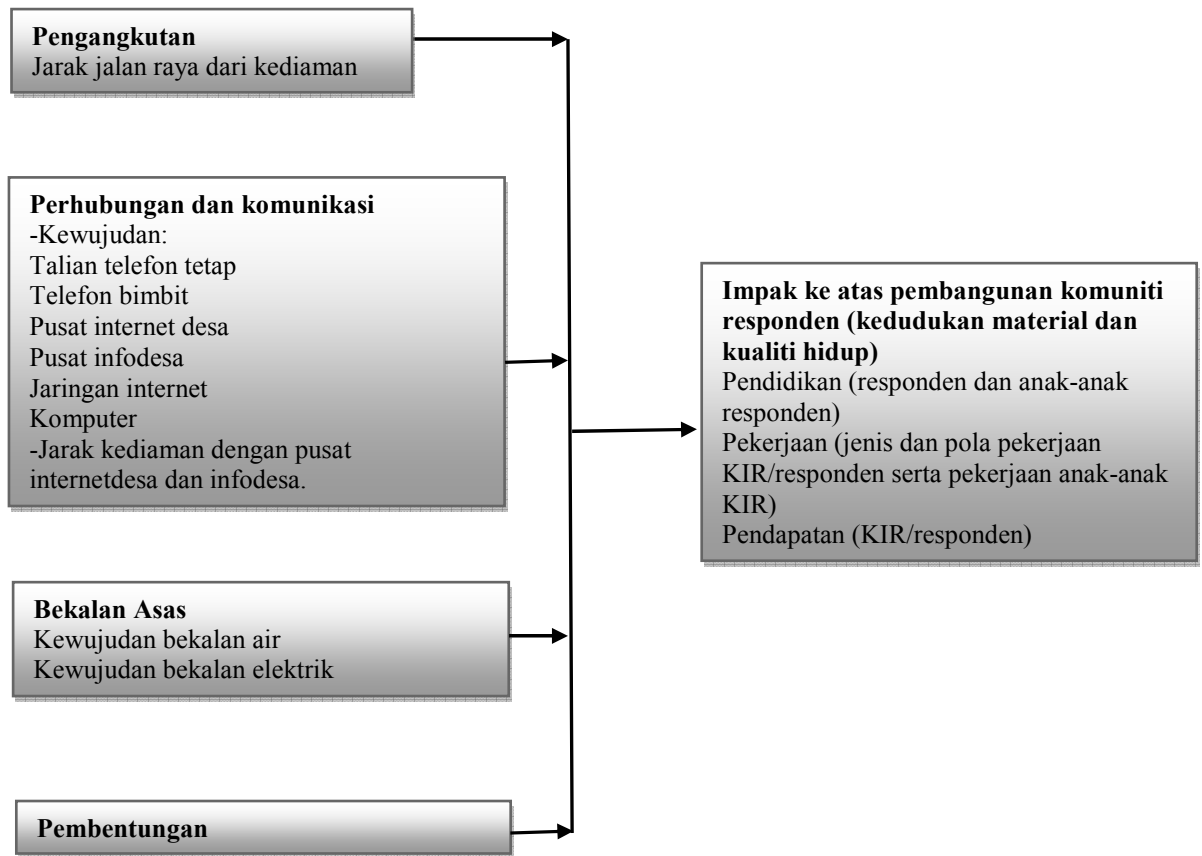 Pengangkutan
Jarak jalan raya dari kediaman
Perhubungan dan komunikasi
-Kewujudan:
Talian telefon tetap
Telefon bimbit
Pusat internet desa
Pusat infodesa
Jaringan internet
Komputer
-Jarak kediaman dengan pusat
internetdesa dan infodesa.
Bekalan Asas
Kewujudan bekalan air
Kewujudan bekalan elektrik
Pembentungan
Impak ke atas pembangunan komuniti
responden (kedudukan material dan
kualiti hidup)
Pendidikan (responden dan anak-anak
responden)
Pekerjaan (jenis dan pola pekerjaan
KIR/responden serta pekerjaan anak-anak
KIR)
Pendapatan (KIR/responden)